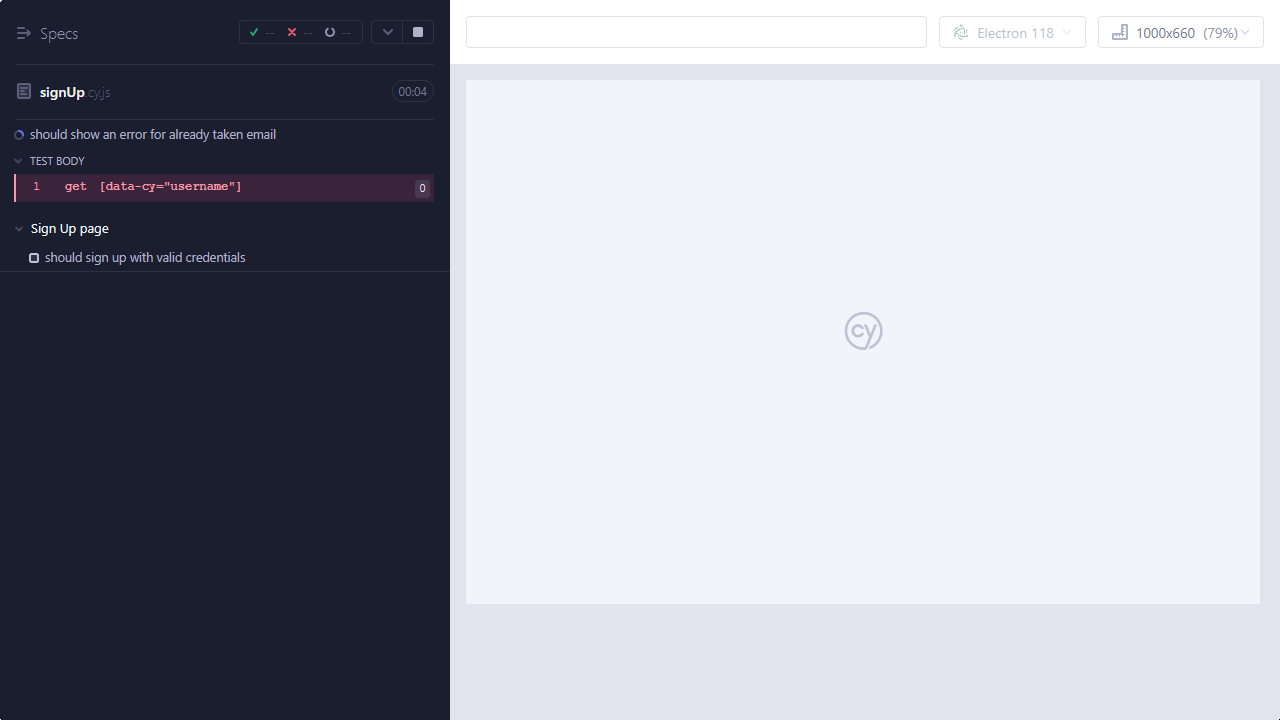 Specs
-- -- --
signUp.cy.js 00:04
should show an error for already taken email
TEST BODY
1 get [data-cy="username"] 0
Sign Up page
should sign up with valid credentials
Electron 118
1000x660 (79%)
cy